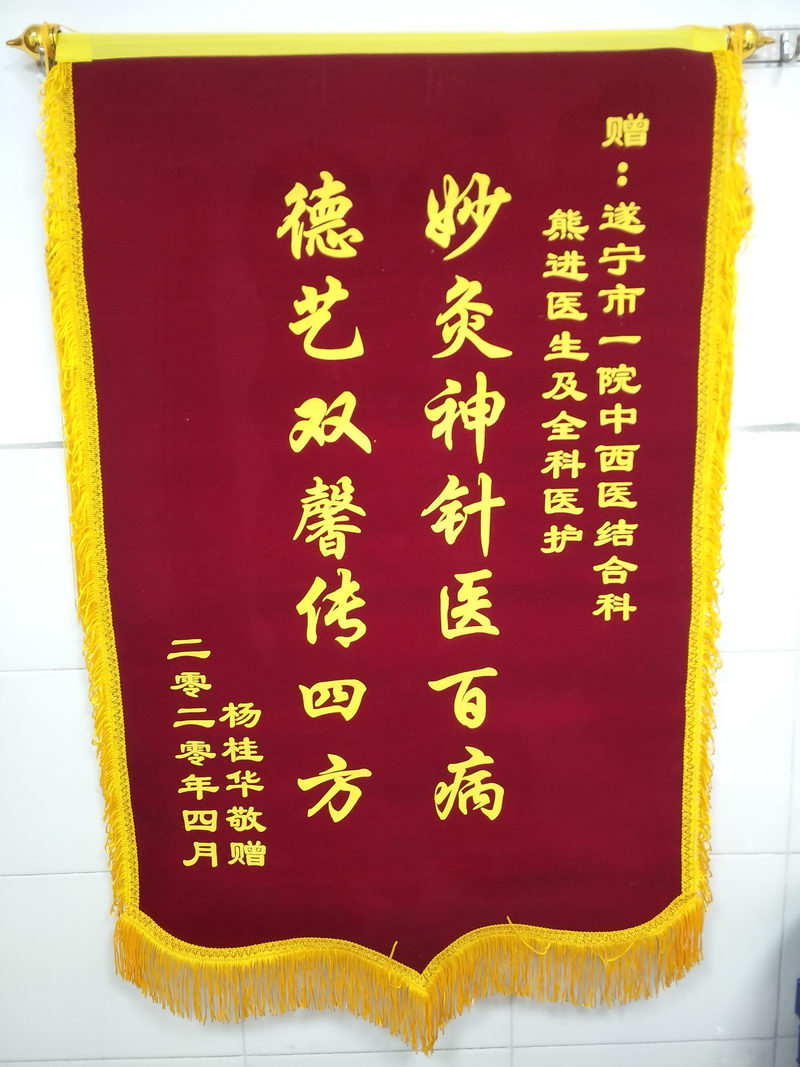 赠：遂宁市一院中西医结合科
熊进医生及全科医护
妙灸神针医百病
德艺双馨传四方
杨桂华敬赠
二零二零年四月